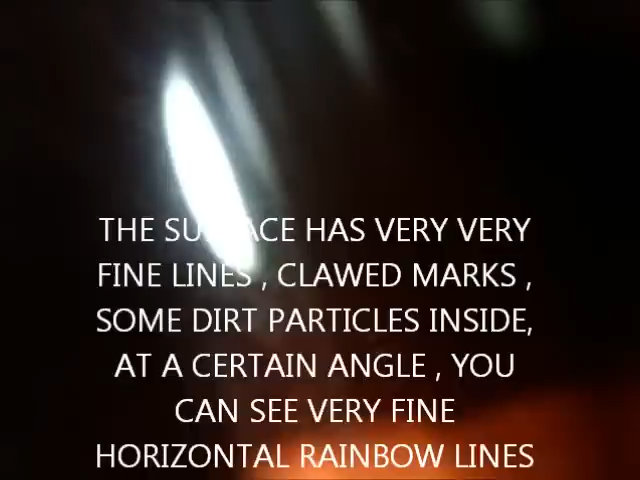 THE SURFACE HAS VERY VERY
FINE LINES , CLAWED MARKS ,
SOME DIRT PARTICLES INSIDE,
AT A CERTAIN ANGLE , YOU
CAN SEE VERY FINE
HORIZONTAL RAINBOW LINES